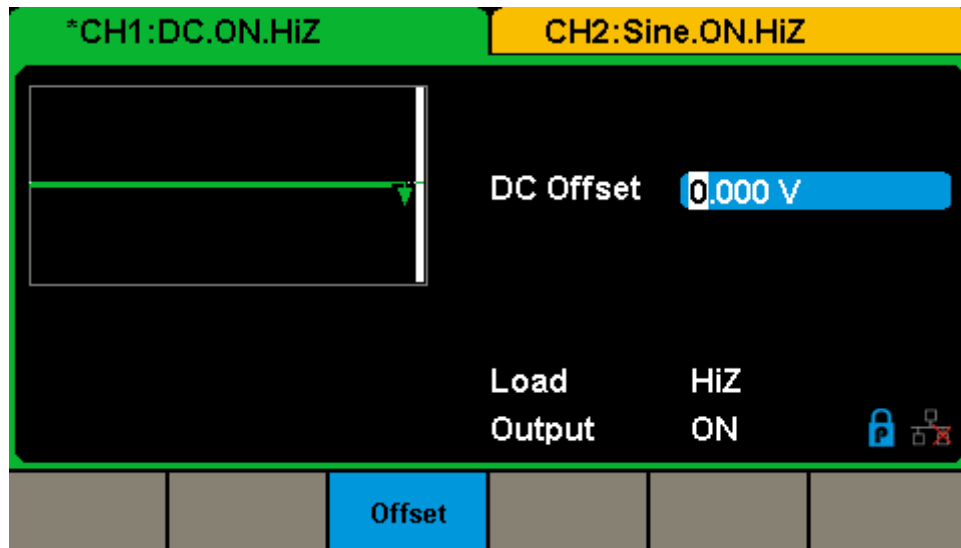 *CH1:DC.ON.HiZ
CH2:Sine.ON.HiZ
DC Offset 0.000 V
Load HiZ
Output ON
P
Offset